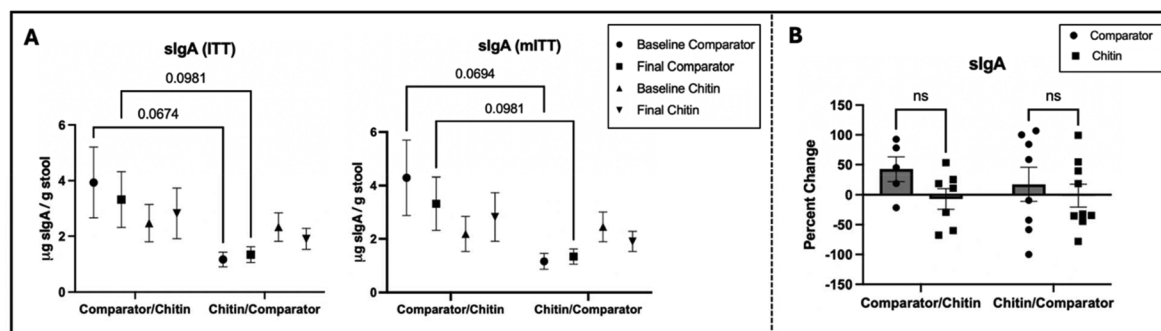 A
sIgA (ITT)
0.0981
0.0674
6
4
2
0
µg sIgA / g stool
Comparator/Chitin
Chitin/Comparator
sIgA (mITT)
0.0694
0.0981
6
4
2
0
µg sIgA / g stool
Comparator/Chitin
Chitin/Comparator
Baseline Comparator
Final Comparator
Baseline Chitin
Final Chitin
B
Comparator
Chitin
sIgA
ns
ns
150
100
50
0
-50
-100
-150
Percent Change
Comparator/Chitin
Chitin/Comparator